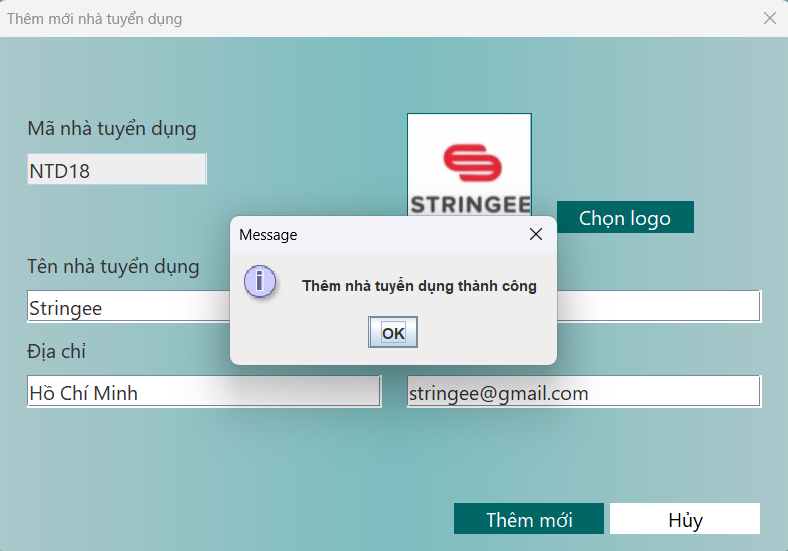 Thêm mới nhà tuyển dụng
Mã nhà tuyển dụng
NTD18
STRINGEE
Chọn logo
Message
Thêm nhà tuyển dụng thành công
OK
Tên nhà tuyển dụng
Stringee
Địa chỉ
Hồ Chí Minh
stringee@gmail.com
Thêm mới
Hủy